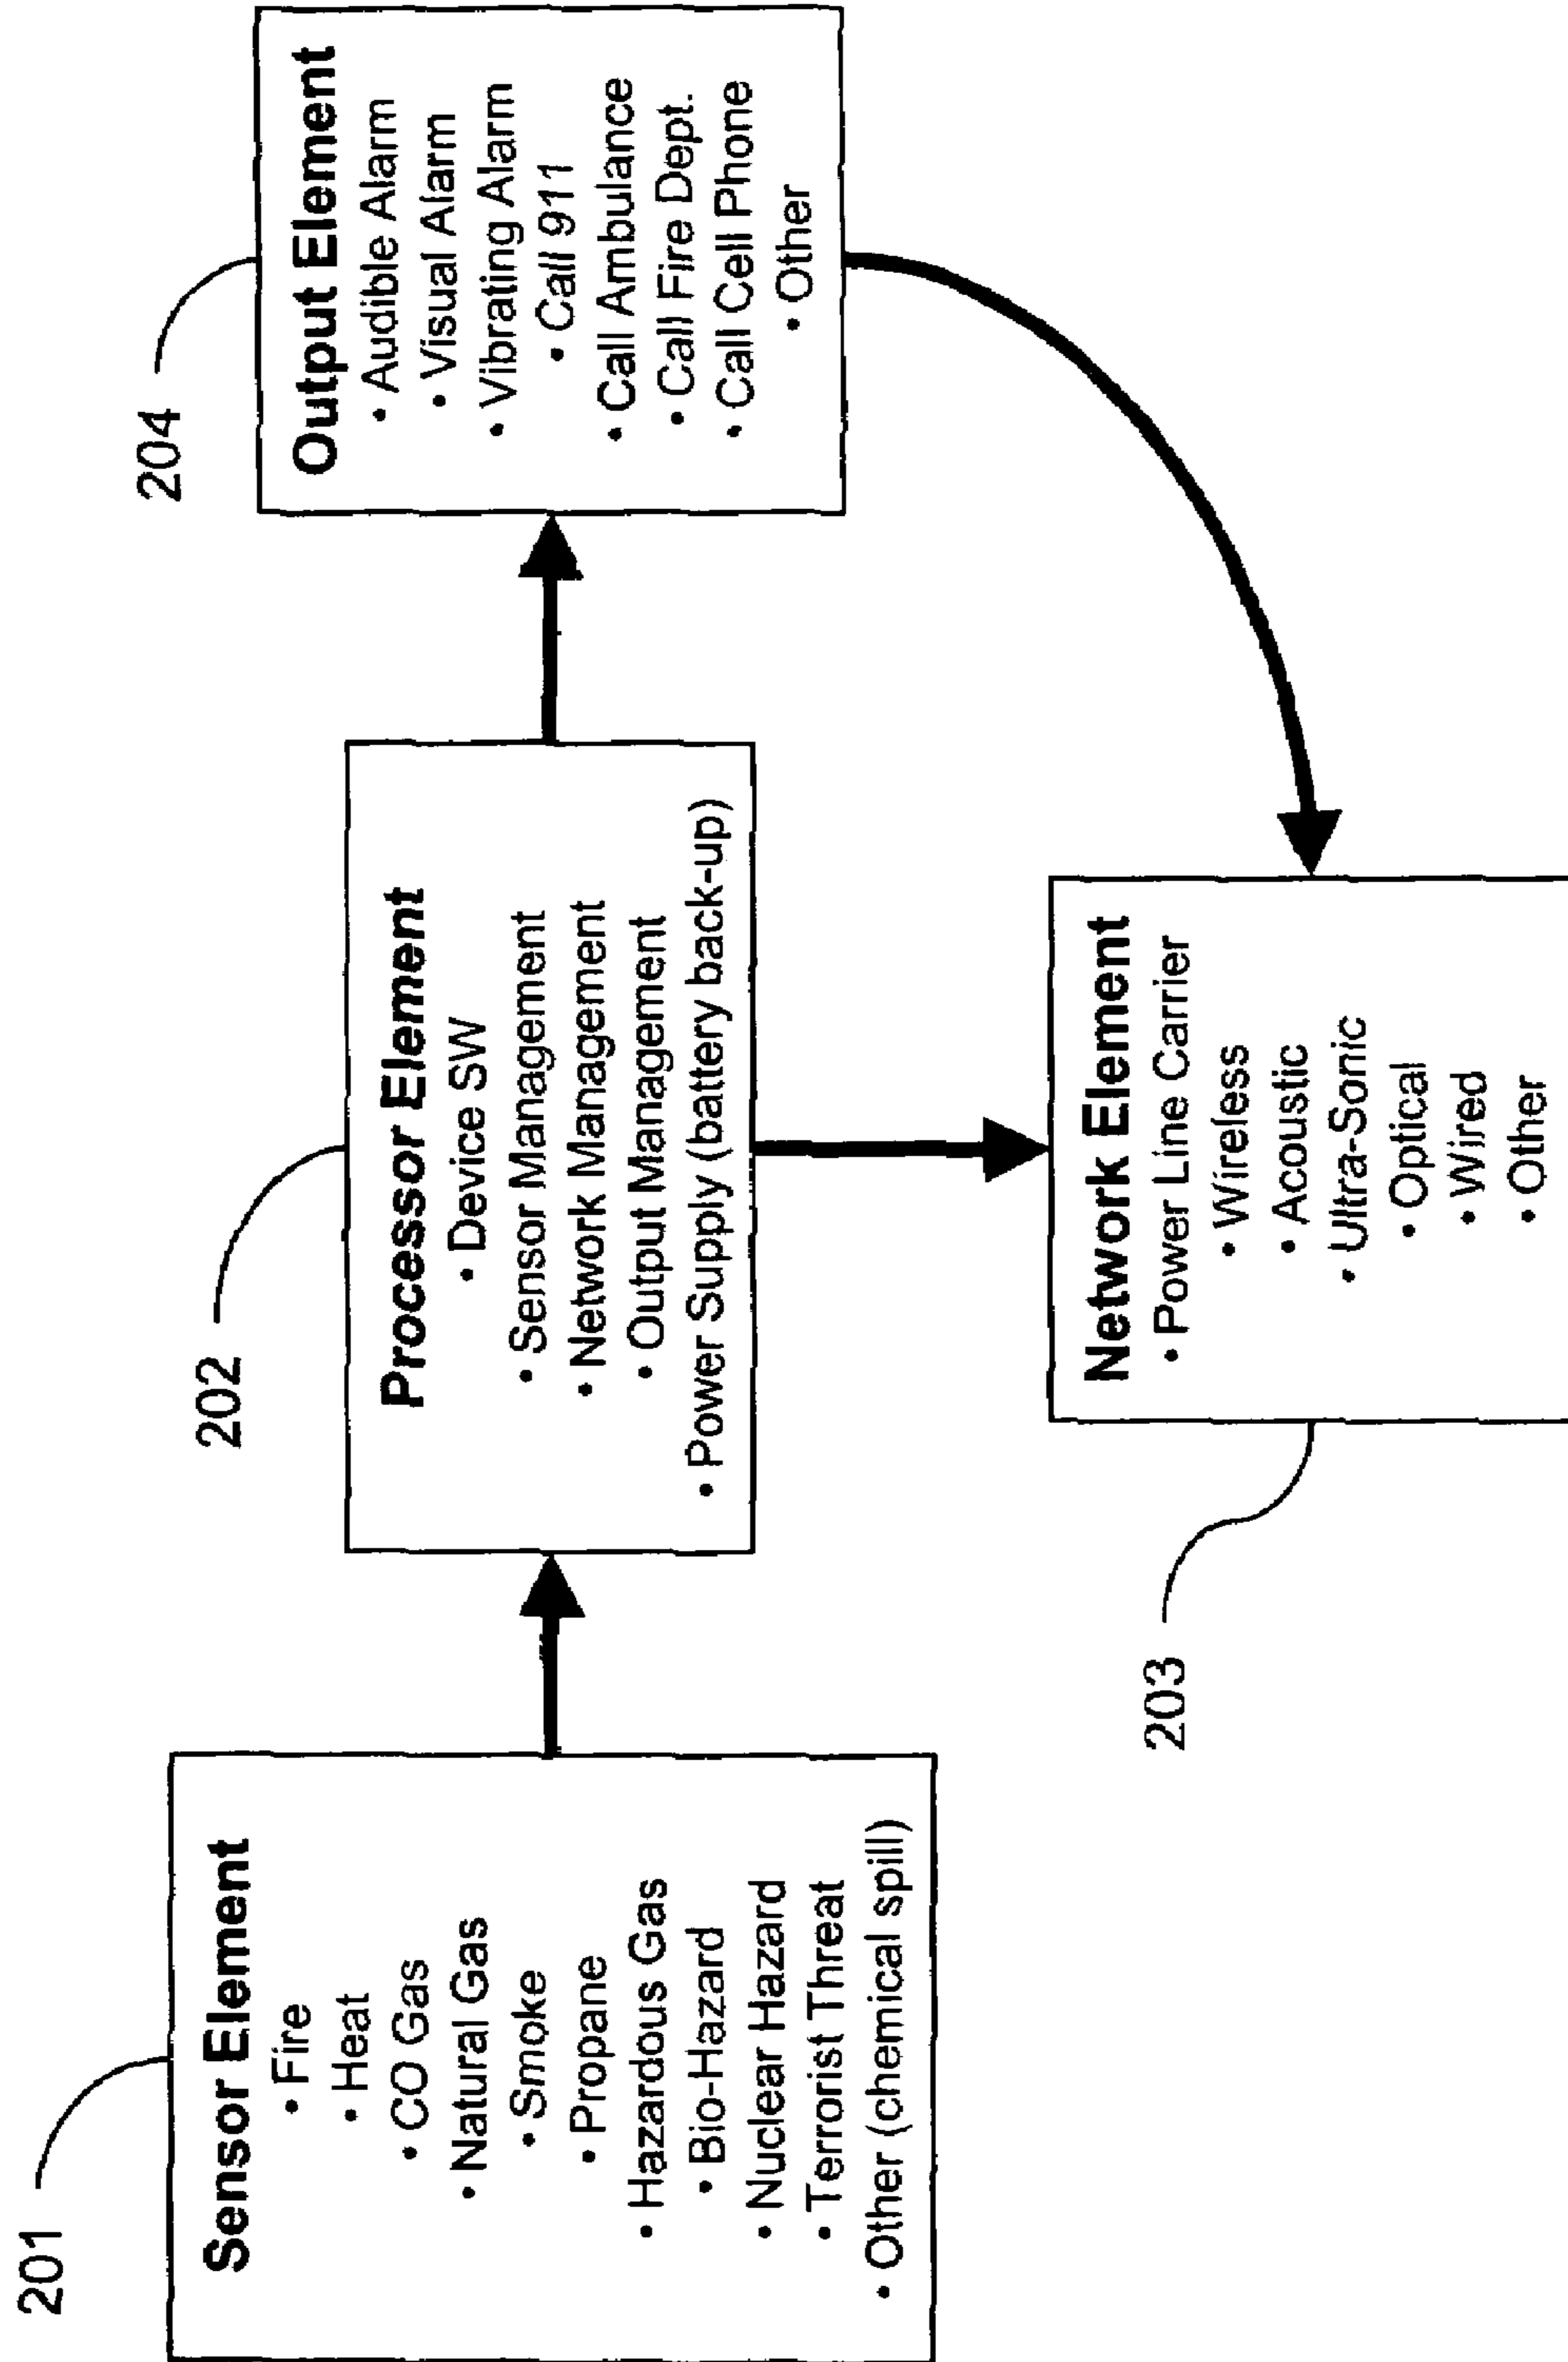 201
Sensor Element
• Fire
• Heat
• CO Gas
• Natural Gas
• Smoke
• Propane
• Hazardous Gas
• Bio-Hazard
• Nuclear Hazard
• Terrorist Threat
• Other (chemical spill)
202
Processor Element
• Device SW
• Sensor Management
• Network Management
• Output Management
• Power Supply (battery back-up)
204
Output Element
• Audible Alarm
• Visual Alarm
• Vibrating Alarm
• Call 911
• Call Ambulance
• Call Fire Dept.
• Call Cell Phone
• Other
203
Network Element
• Power Line Carrier
• Wireless
• Acoustic
• Ultra-Sonic
• Optical
• Wired
• Other